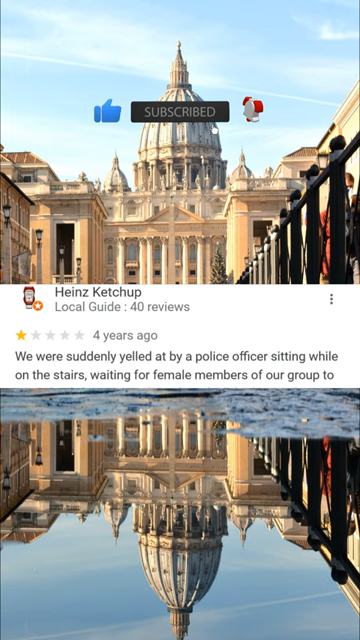 SUBSCRIBED
Heinz Ketchup
Local Guide : 40 reviews
4 years ago
We were suddenly yelled at by a police officer sitting while
on the stairs, waiting for female members of our group to